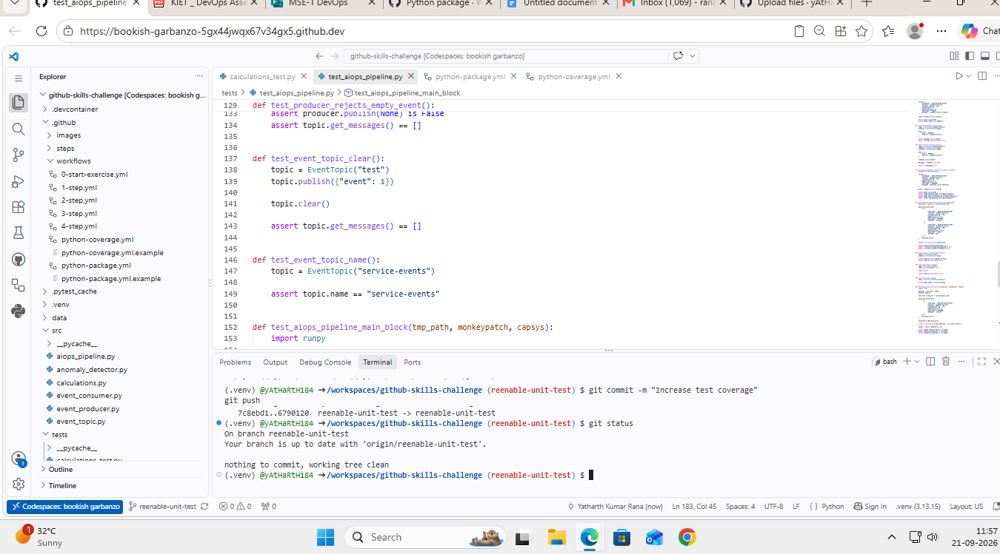 test_aiops_pipeline.
KIET _ DevOps Asse
MSE-T DevOps
Python package · W
Untitled document
Inbox (1,069) - rana
Upload files · yAtHa
https://bookish-garbanzo-5gx44jwqx67v34gx5.github.dev
Chat
github-skills-challenge [Codespaces: bookish garbanzo]
Explorer
github-skills-challenge [Codespaces: bookish g...
.devcontainer
.github
images
steps
workflows
0-start-exercise.yml
1-step.yml
2-step.yml
3-step.yml
4-step.yml
python-coverage.yml
python-coverage.yml.example
python-package.yml
python-package.yml.example
.pytest_cache
.venv
data
src
__pycache__
aiops_pipeline.py
anomaly_detector.py
calculations.py
event_consumer.py
event_producer.py
event_topic.py
tests
__pycache__
calculations_test.py
Outline
Timeline
1
calculations_test.py
test_aiops_pipeline.py
python-package.yml
python-coverage.yml
tests > test_aiops_pipeline.py > test_aiops_pipeline_main_block
129 def test_producer_rejects_empty_event():
133 assert producer.publish(None) is False
134 assert topic.get_messages() == []
135
136
137 def test_event_topic_clear():
138 topic = EventTopic("test")
139 topic.publish({"event": 1})
140
141 topic.clear()
142
143 assert topic.get_messages() == []
144
145
146 def test_event_topic_name():
147 topic = EventTopic("service-events")
148
149 assert topic.name == "service-events"
150
151
152 def test_aiops_pipeline_main_block(tmp_path, monkeypatch, capsys):
153 import runpy
Problems Output Debug Console Terminal Ports
bash
(.venv) @yAtHaRtH184 ➜/workspaces/github-skills-challenge (reenable-unit-test) $ git commit -m "Increase test coverage"
git push
7c8ebd1..6790120 reenable-unit-test -> reenable-unit-test
(.venv) @yAtHaRtH184 ➜/workspaces/github-skills-challenge (reenable-unit-test) $ git status
On branch reenable-unit-test
Your branch is up to date with 'origin/reenable-unit-test'.
nothing to commit, working tree clean
(.venv) @yAtHaRtH184 ➜/workspaces/github-skills-challenge (reenable-unit-test) $
Codespaces: bookish garbanzo
reenable-unit-test
0 0
0
Yatharth Kumar Rana (now)
Ln 183, Col 45
Spaces: 4
UTF-8
LF
{ } Python
Sign In
.venv (3.13.15)
Layout: US
1
32°C
Sunny
Search
11:57
21-09-2026